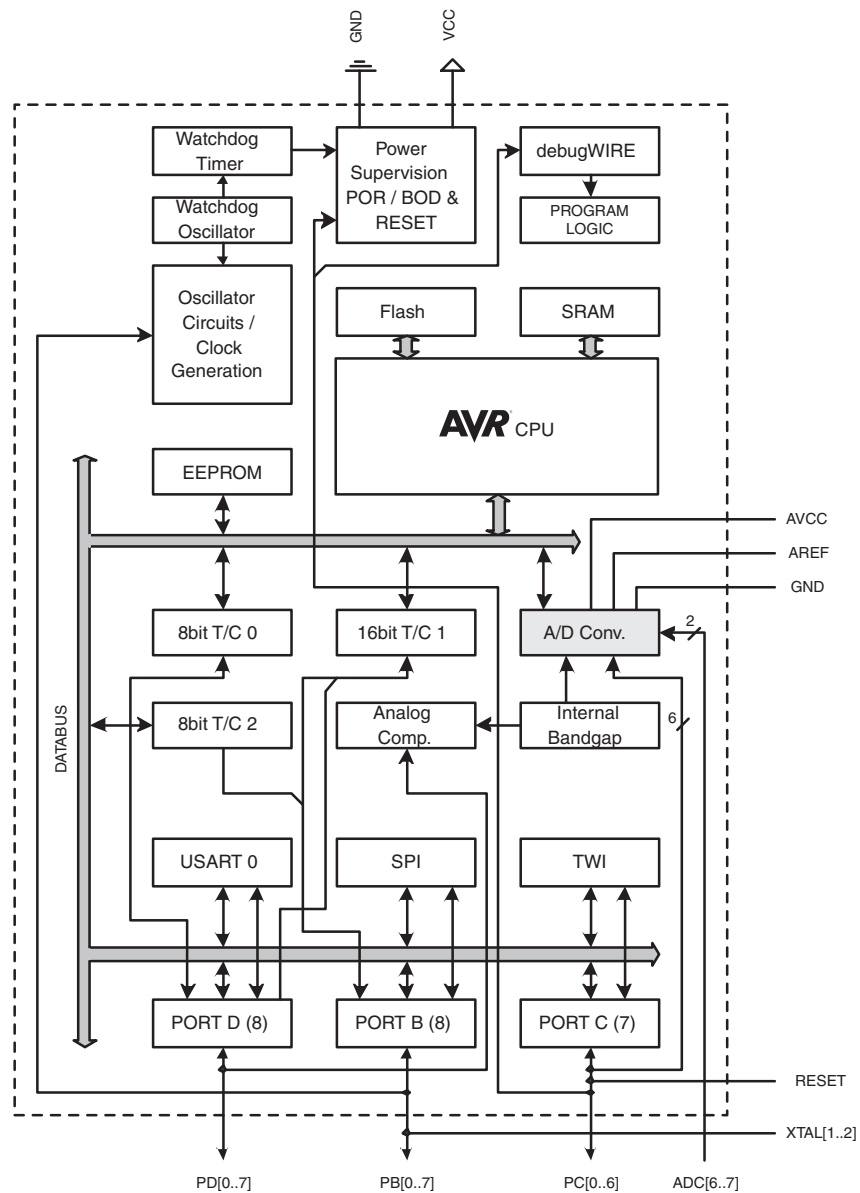 GND
VCC
Watchdog
Timer
Power
Supervision
POR / BOD &
RESET
debugWIRE
Watchdog
Oscillator
PROGRAM
LOGIC
Oscillator
Circuits /
Clock
Generation
Flash
SRAM
AVR CPU
EEPROM
AVCC
AREF
GND
8bit T/C 0
16bit T/C 1
A/D Conv.
2
DATABUS
8bit T/C 2
Analog
Comp.
Internal
Bandgap
6
USART 0
SPI
TWI
PORT D (8)
PORT B (8)
PORT C (7)
RESET
XTAL[1..2]
PD[0..7]
PB[0..7]
PC[0..6]
ADC[6..7]